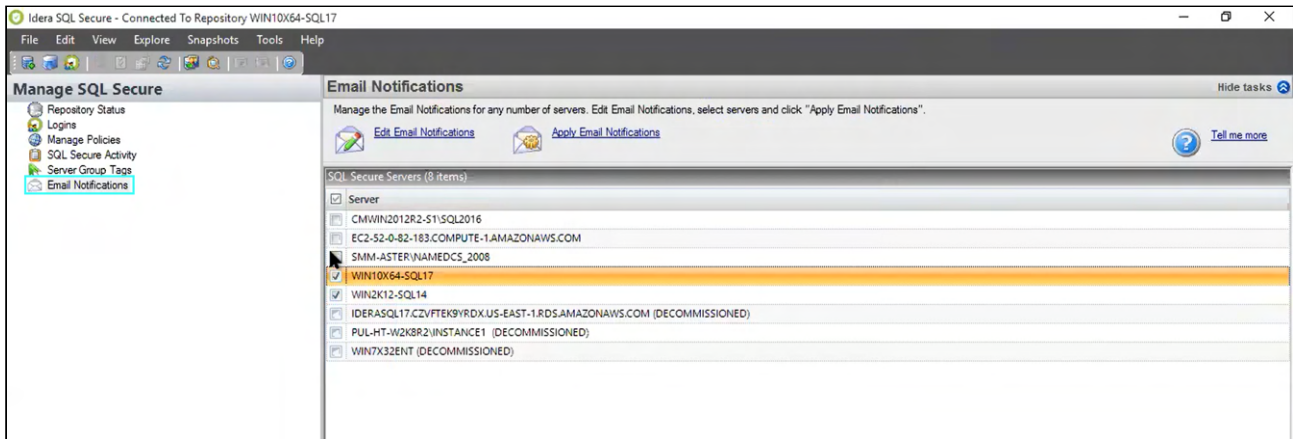 Idera SQL Secure - Connected To Repository WIN10X64-SQL17
File Edit View Explore Snapshots Tools Help
Manage SQL Secure
Repository Status
Logins
Manage Policies
SQL Secure Activity
Server Group Tags
Email Notifications
Email Notifications
Hide tasks
Manage the Email Notifications for any number of servers. Edit Email Notifications, select servers and click "Apply Email Notifications".
Edit Email Notifications
Apply Email Notifications
Tell me more
SQL Secure Servers (8 items)
Server
CMWIN2012R2-S1\SQL2016
EC2-52-0-82-183.COMPUTE-1.AMAZONAWS.COM
SMM-ASTER\NAMEDCS_2008
WIN10X64-SQL17
WIN2K12-SQL14
IDERASQL17.CZVFTEK9YRDX.US-EAST-1.RDS.AMAZONAWS.COM (DECOMMISSIONED)
PUL-HT-W2K8R2\INSTANCE1 (DECOMMISSIONED)
WIN7X32ENT (DECOMMISSIONED)